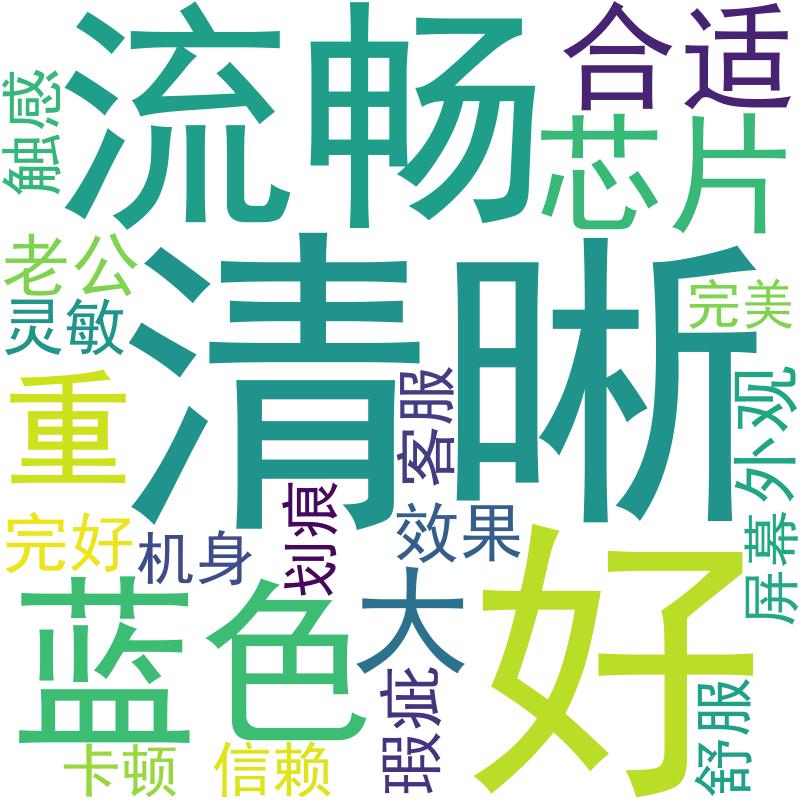 流畅
合适
触感
芯片
老公
清晰
完美
灵敏
重
客服
外观
划痕
完好
机身
效果
屏幕
好
蓝色
大
瑕疵
舒服
卡顿
信赖